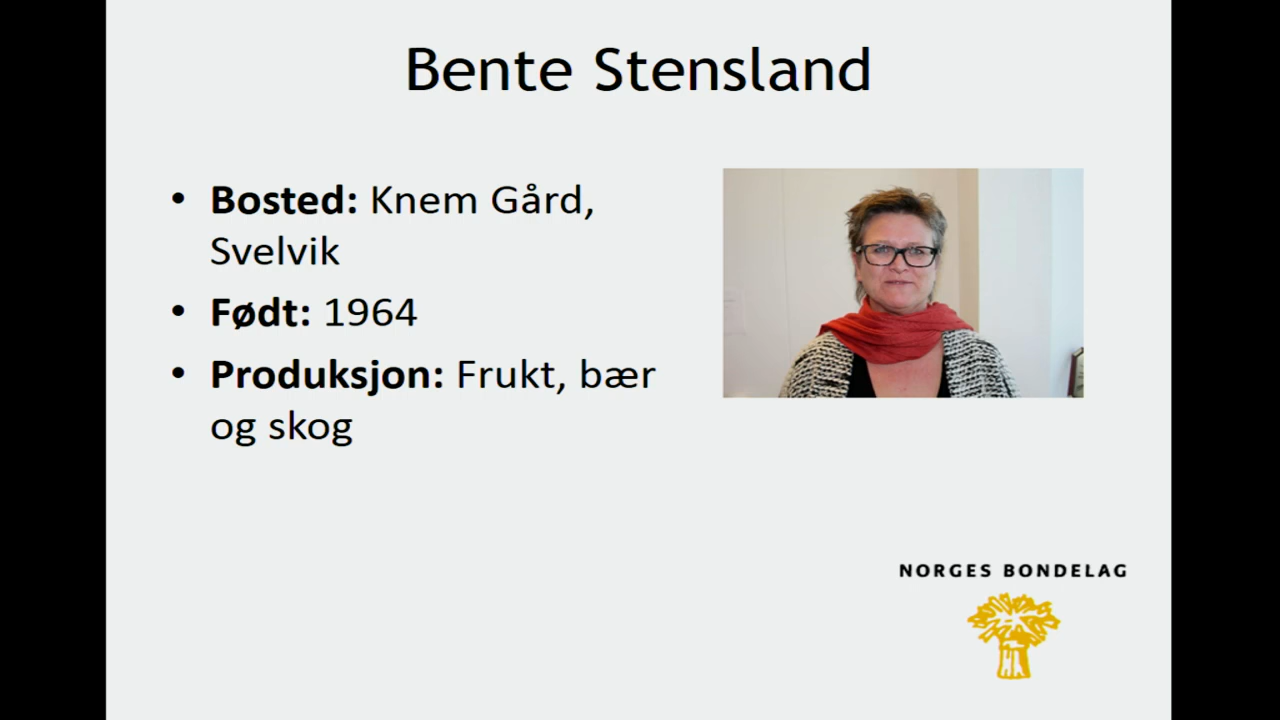 Bente Stensland
• Bosted: Knem Gård,
Svelvik
• Født: 1964
• Produksjon: Frukt, bær
og skog
NORGES BONDELAG